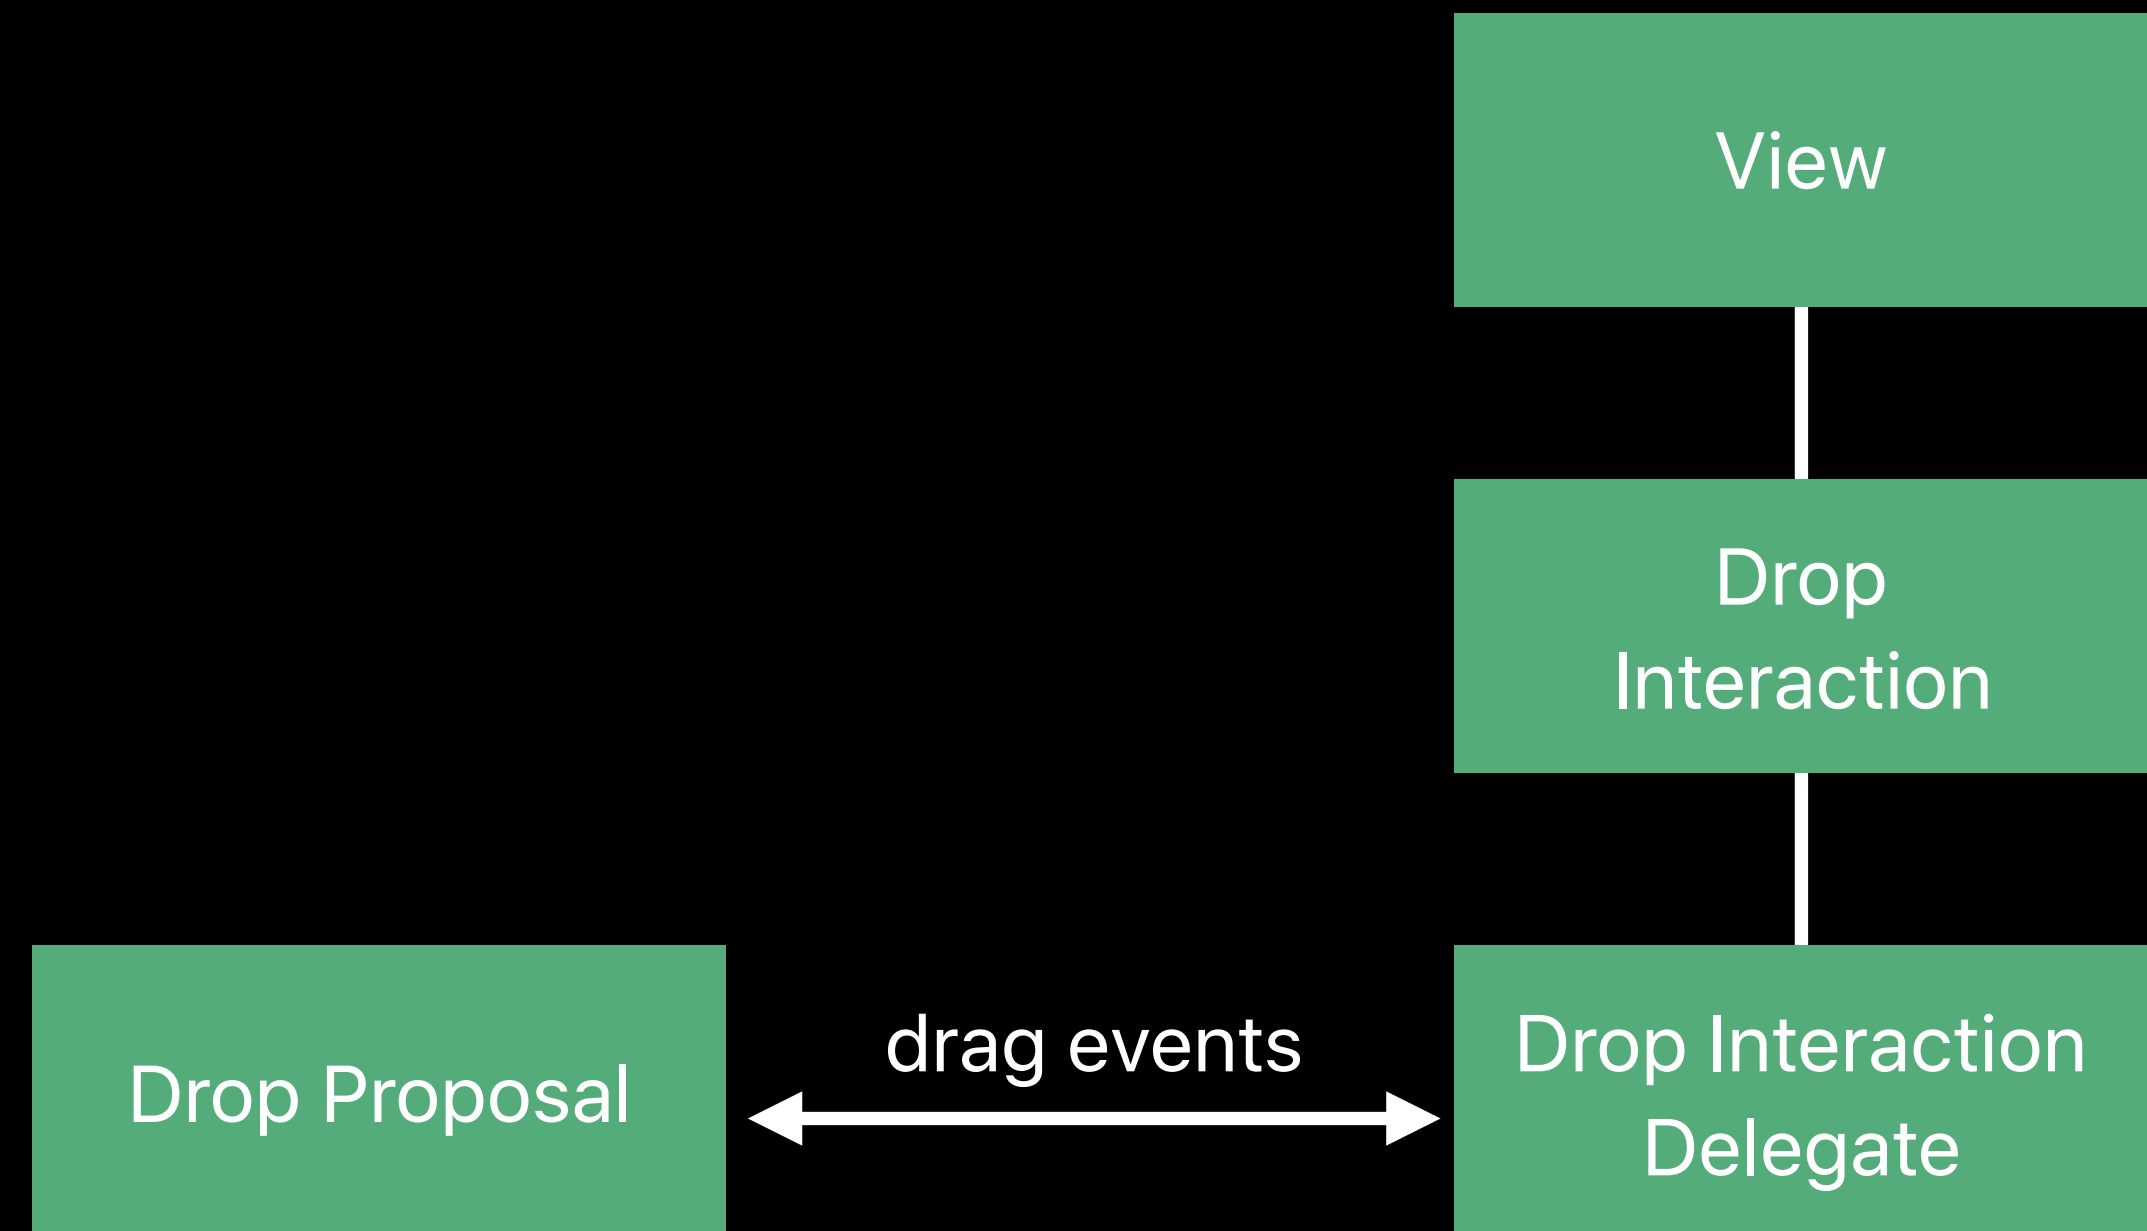 View
Drop
Interaction
Drop Proposal
drag events
Drop Interaction
Delegate